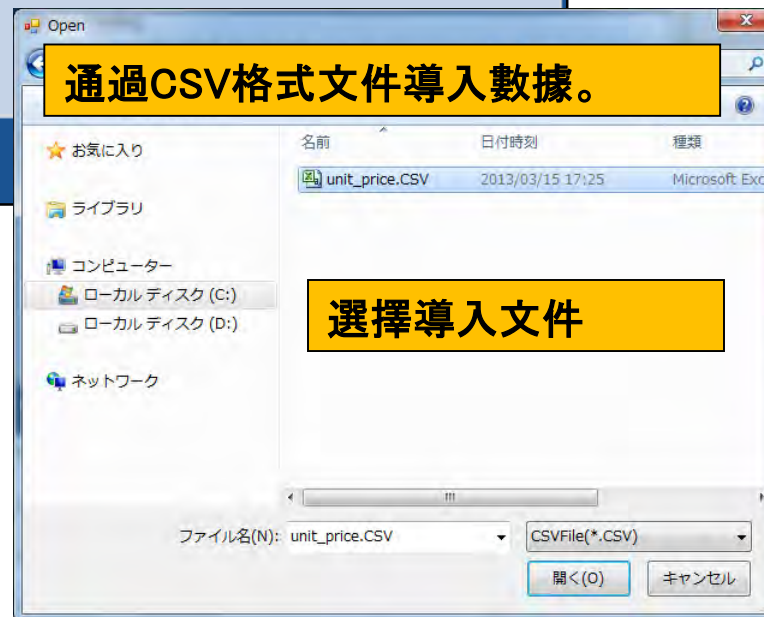 Open
通過CSV格式文件導入數據。
お気に入り
名前
日付時刻
種類
unit_price.CSV
2013/03/15 17:25
Microsoft Exc
ライブラリ
コンピューター
ローカル ディスク (C:)
選擇導入文件
ローカル ディスク (D:)
ネットワーク
ファイル名(N):
unit_price.CSV
CSVFile(*.CSV)
開く(O)
キャンセル